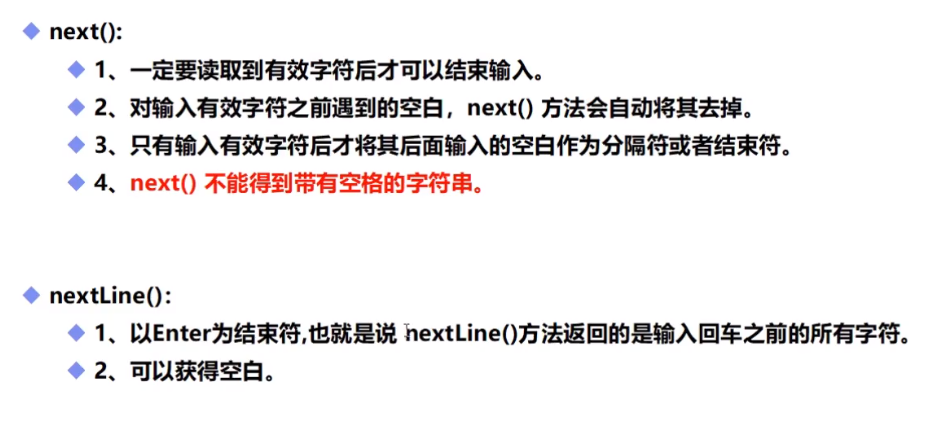 next():
1、一定要读取到有效字符后才可以结束输入。
2、对输入有效字符之前遇到的空白，next() 方法会自动将其去掉。
3、只有输入有效字符后才将其后面输入的空白作为分隔符或者结束符。
4、next() 不能得到带有空格的字符串。
nextLine()：
1、以Enter为结束符,也就是说 nextLine()方法返回的是输入回车之前的所有字符。
2、可以获得空白。